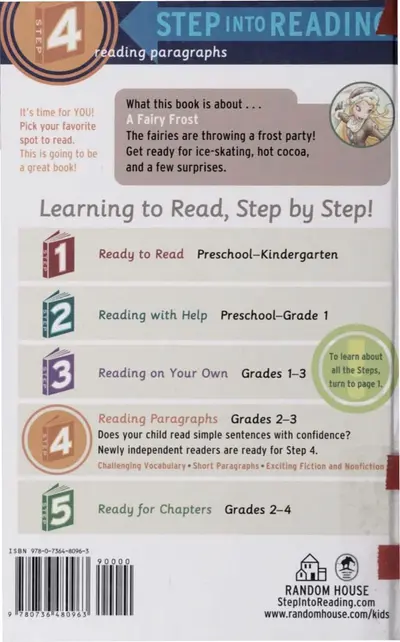 STEP
4
STEP INTO READING
reading paragraphs
It's time for YOU!
Pick your favorite
spot to read.
This is going to be
a great book!
What this book is about . . .
A Fairy Frost
The fairies are throwing a frost party!
Get ready for ice-skating, hot cocoa,
and a few surprises.
Learning to Read, Step by Step!
STEP 1
Ready to Read Preschool–Kindergarten
STEP 2
Reading with Help Preschool–Grade 1
STEP 3
Reading on Your Own Grades 1–3
To learn about
all the Steps,
turn to page 1.
STEP 4
Reading Paragraphs Grades 2–3
Does your child read simple sentences with confidence?
Newly independent readers are ready for Step 4.
Challenging Vocabulary • Short Paragraphs • Exciting Fiction and Nonfiction
STEP 5
Ready for Chapters Grades 2–4
ISBN 978-0-7364-8096-3
90000
9 780736 480963
RANDOM HOUSE
StepIntoReading.com
www.randomhouse.com/kids